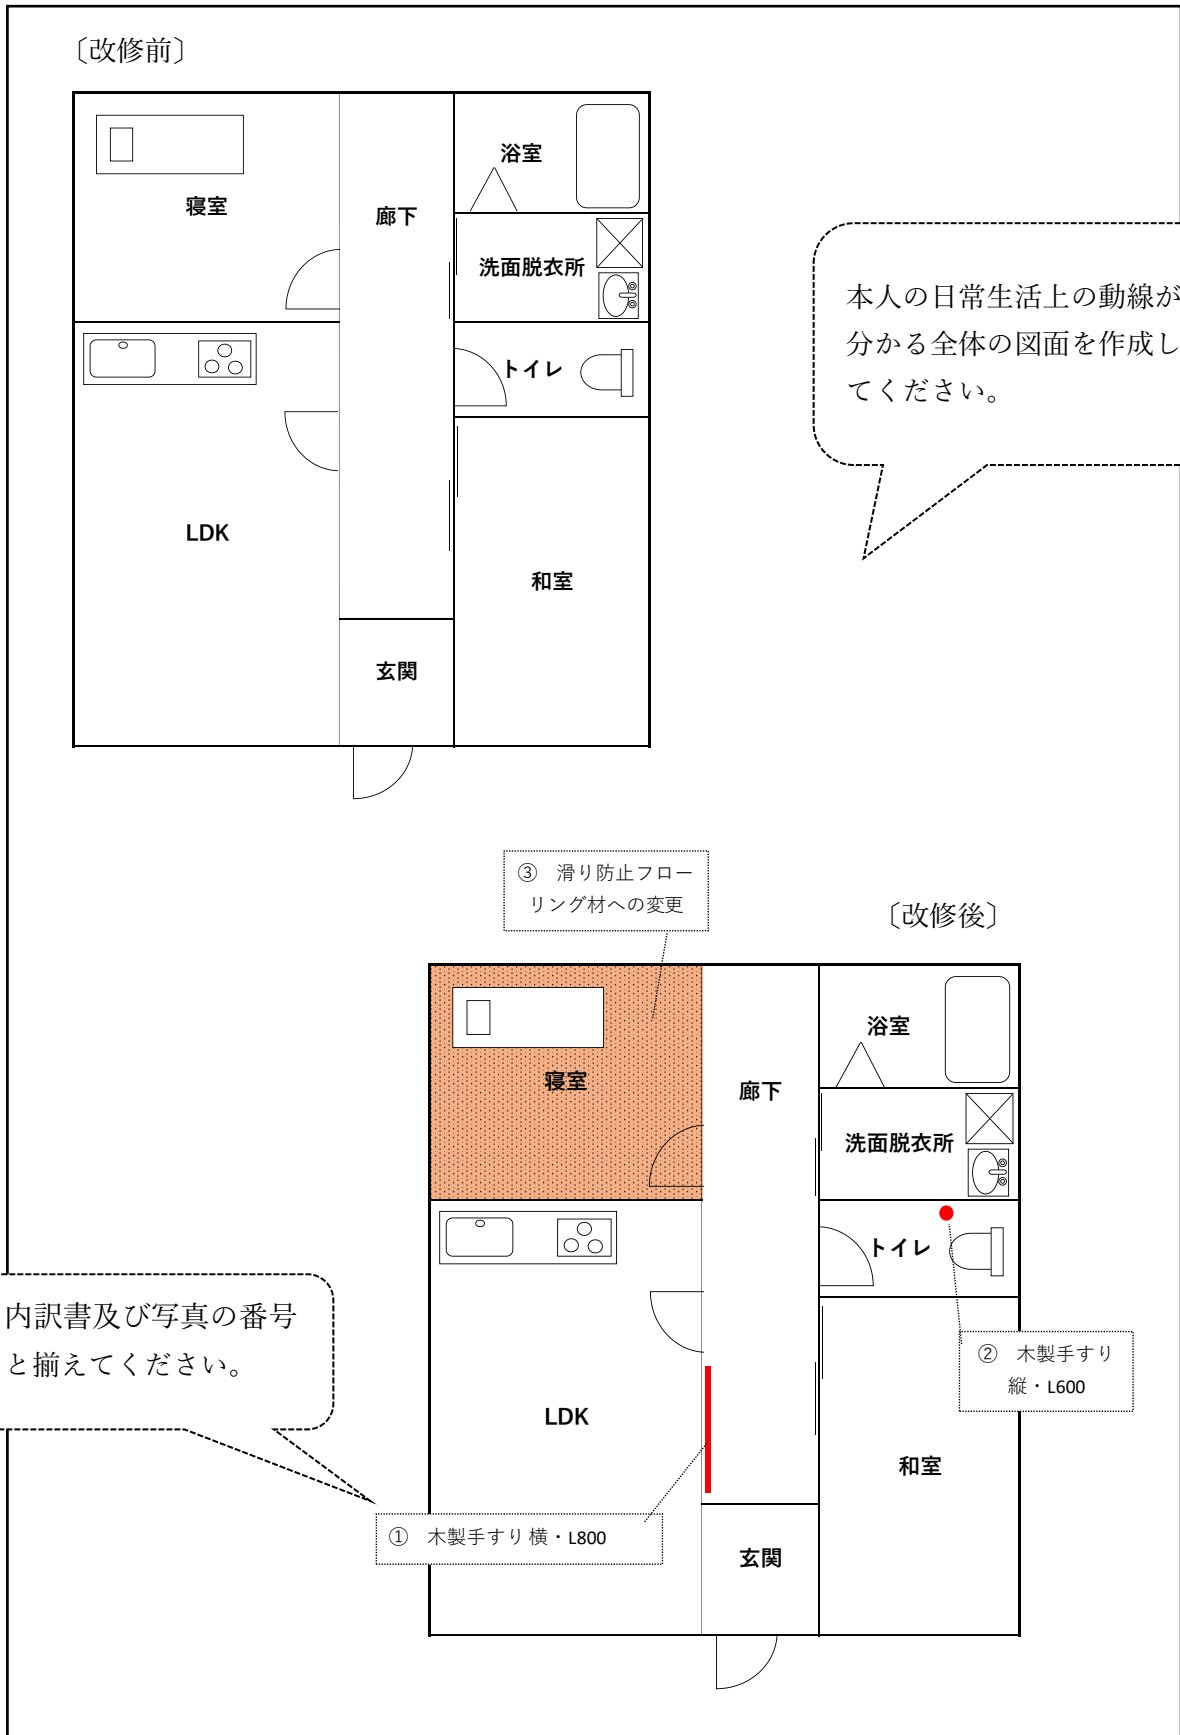 〔改修前〕
浴室
寝室
廊下
洗面脱衣所
本人の日常生活上の動線が
分かる全体の図面を作成し
てください。
トイレ
LDK
和室
玄関
③　滑り防止フロー
リング材への変更
〔改修後〕
浴室
寝室
廊下
洗面脱衣所
トイレ
内訳書及び写真の番号
と揃えてください。
②　木製手すり
縦・L600
LDK
和室
①　木製手すり 横・L800
玄関